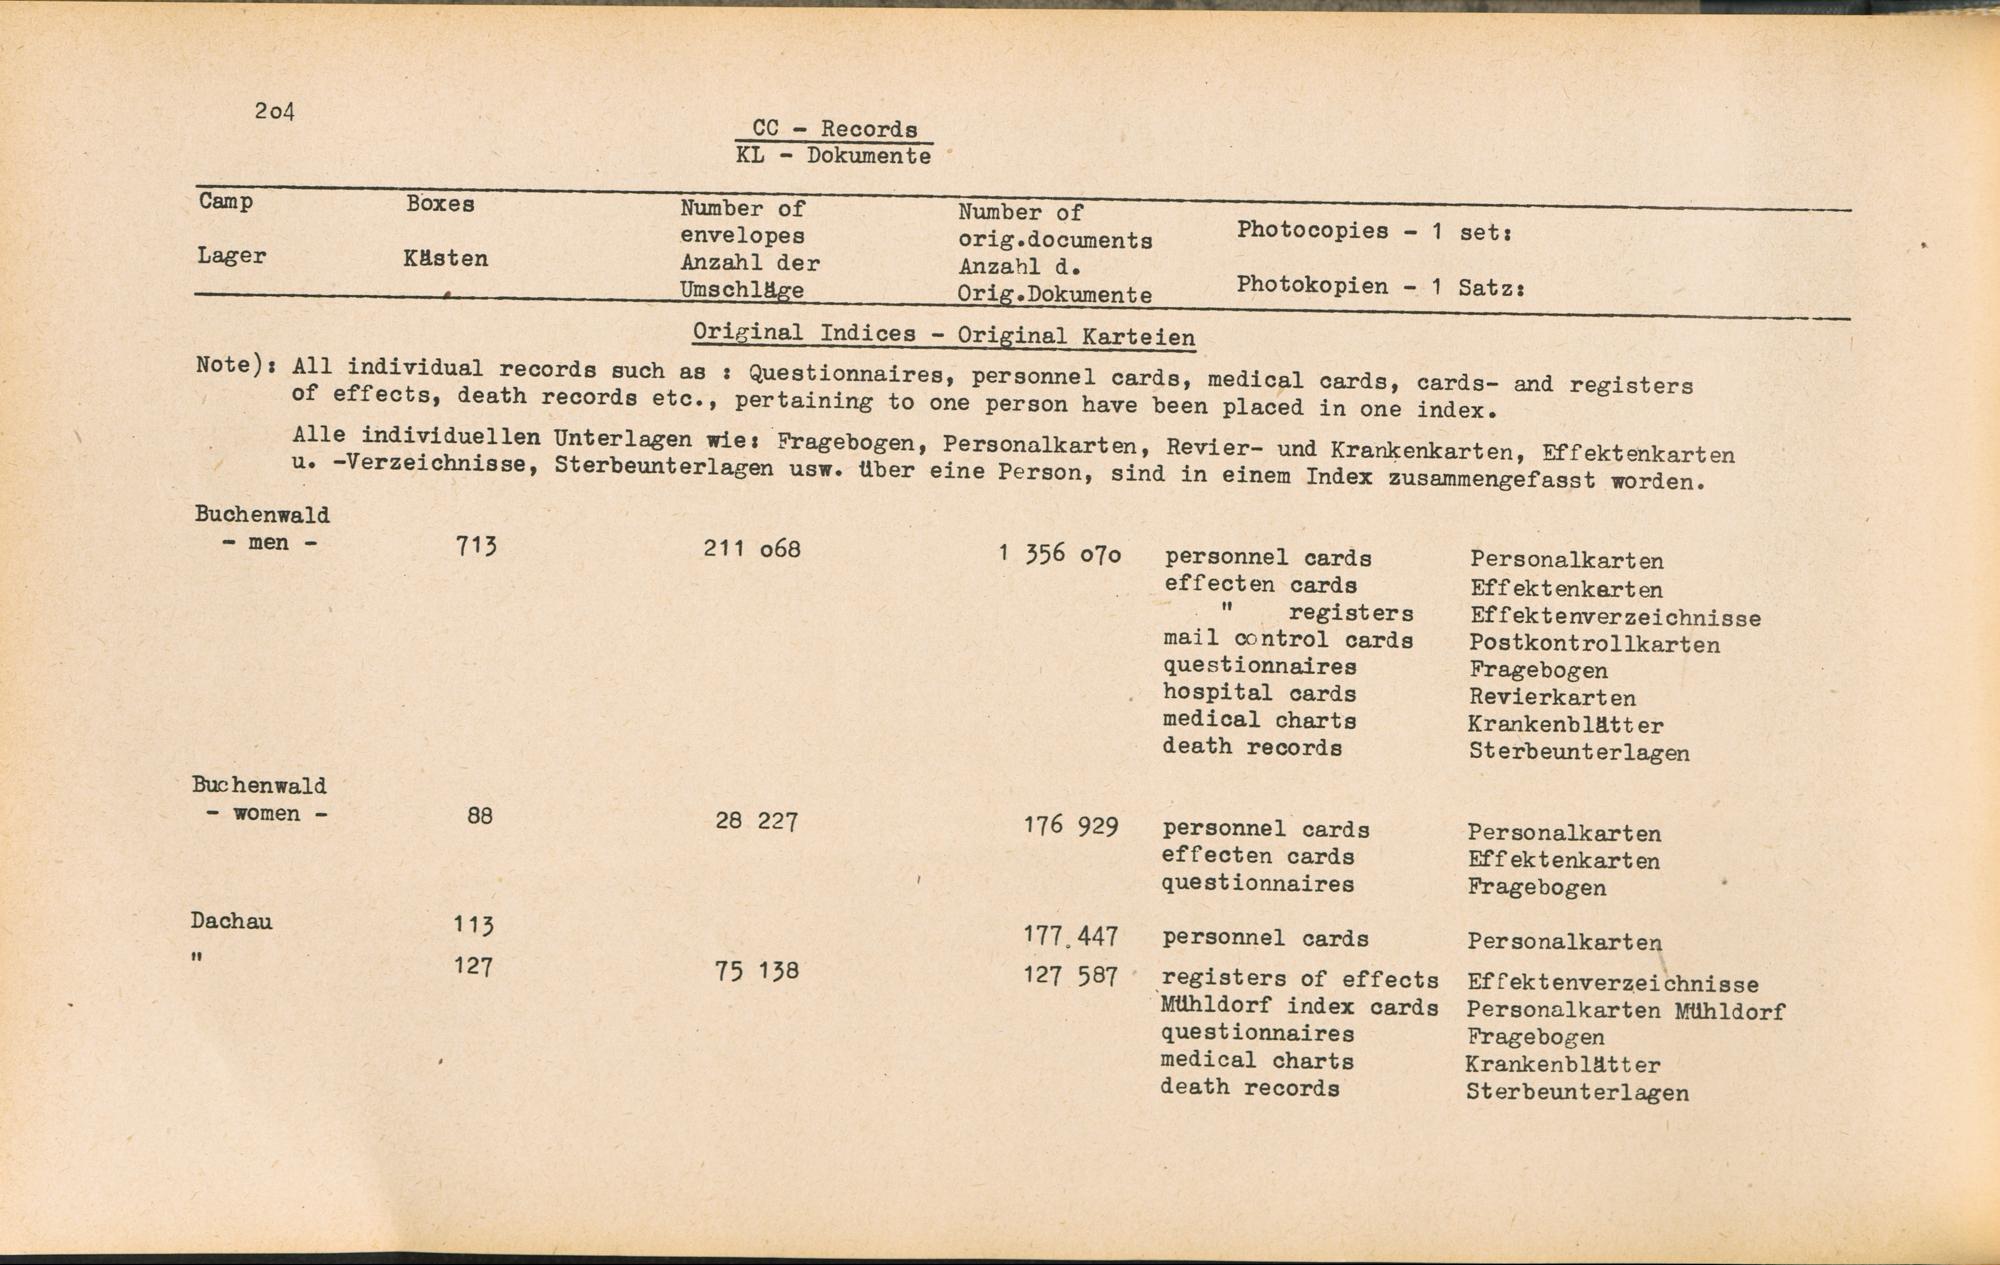 2o4
CC - Records
KL - Dokumente
Camp Boxes Number of envelopes Number of orig.documents Photocopies - 1 set:
Lager Kästen Anzahl der Umschläge Anzahl d. Orig.Dokumente Photokopien - 1 Satz:
Original Indices - Original Karteien
Note): All individual records such as : Questionnaires, personnel cards, medical cards, cards- and registers
of effects, death records etc., pertaining to one person have been placed in one index.
Alle individuellen Unterlagen wie: Fragebogen, Personalkarten, Revier- und Krankenkarten, Effektenkarten
u. -Verzeichnisse, Sterbeunterlagen usw. über eine Person, sind in einem Index zusammengefasst worden.
Buchenwald
- men - 713 211 o68 1 356 o7o personnel cards Personalkarten
effecten cards Effektenkarten
" registers Effektenverzeichnisse
mail control cards Postkontrollkarten
questionnaires Fragebogen
hospital cards Revierkarten
medical charts Krankenblätter
death records Sterbeunterlagen
Buchenwald
- women - 88 28 227 176 929 personnel cards Personalkarten
effecten cards Effektenkarten
questionnaires Fragebogen
Dachau 113 177.447 personnel cards Personalkarten
" 127 75 138 127 587 registers of effects Effektenverzeichnisse
Mühldorf index cards Personalkarten Mühldorf
questionnaires Fragebogen
medical charts Krankenblätter
death records Sterbeunterlagen